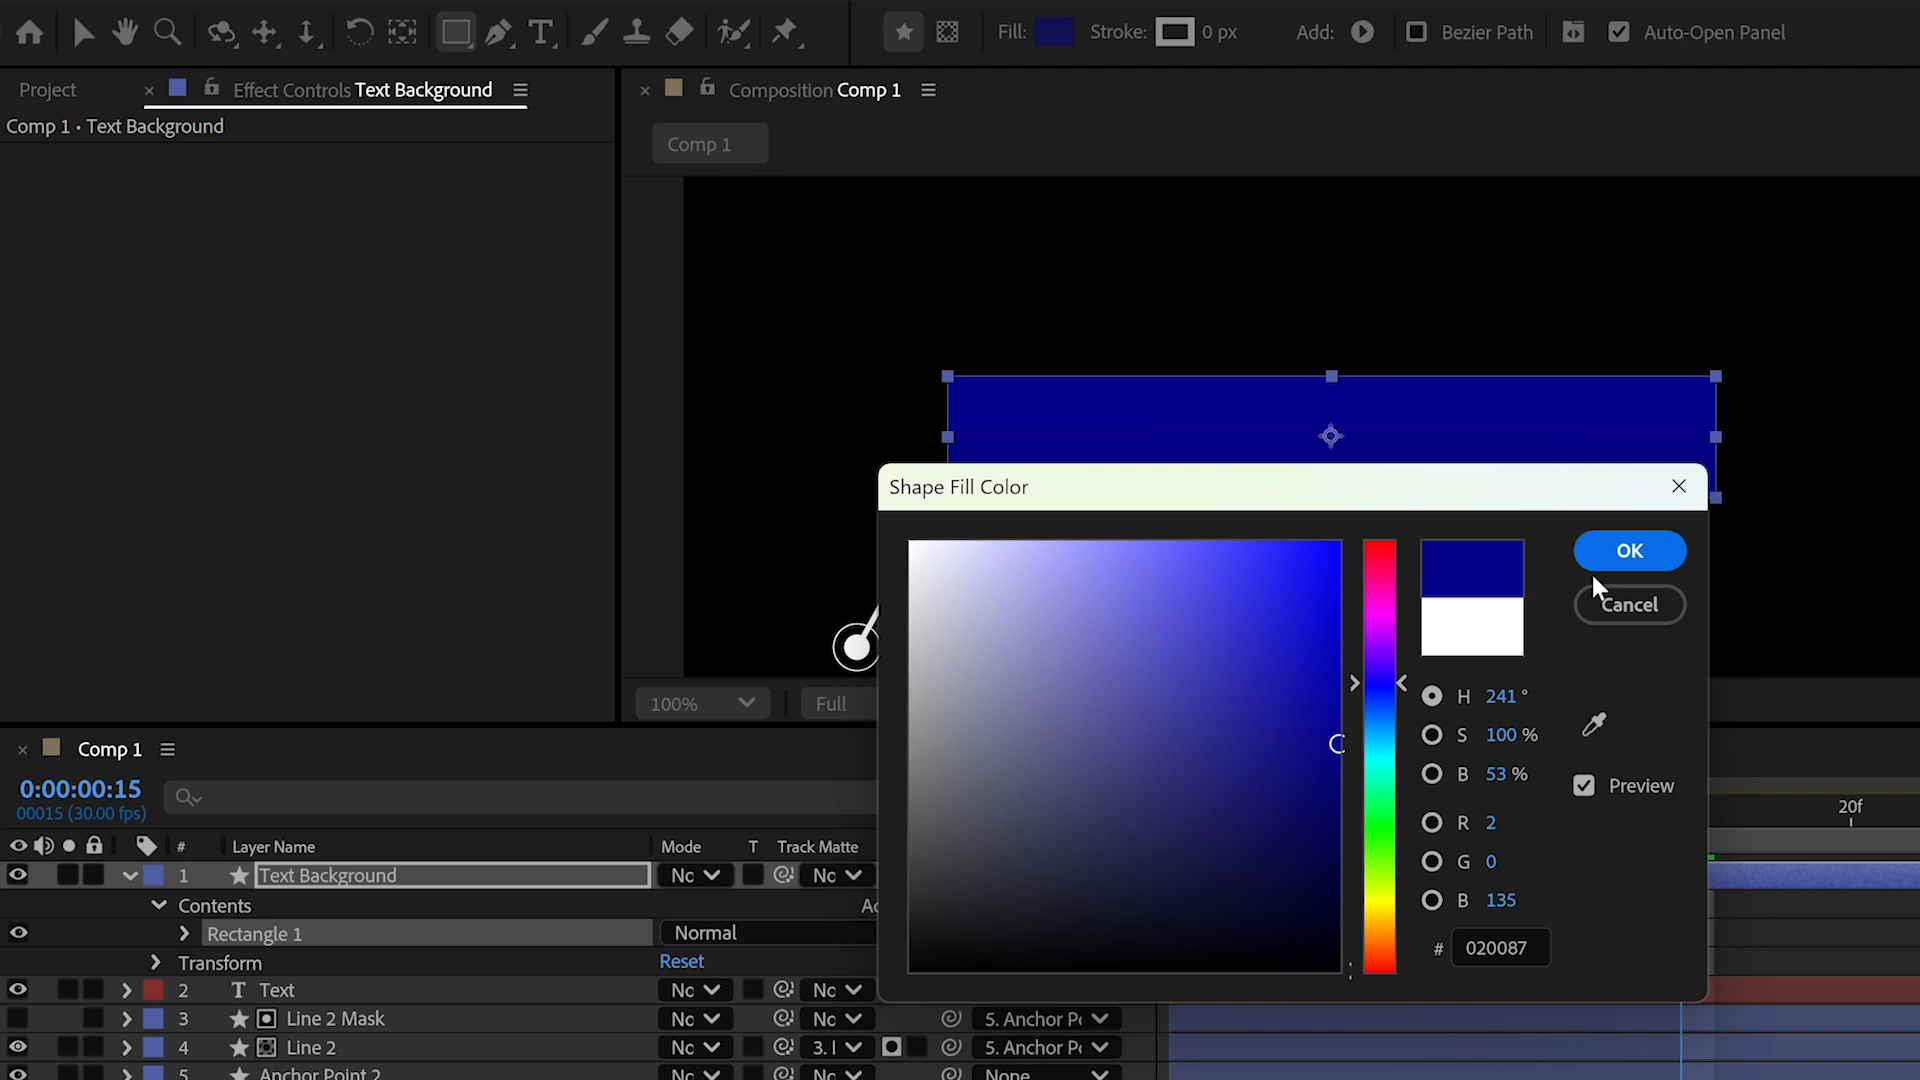 Fill:
Stroke:
0 px
Add:
Bezier Path
Auto-Open Panel
Project
Effect Controls Text Background
Composition Comp 1
Comp 1 • Text Background
Comp 1
Shape Fill Color
OK
Cancel
H 241 °
S 100 %
B 53 %
Preview
R 2
G 0
B 135
# 020087
100%
Full
Comp 1
0:00:00:15
00015 (30.00 fps)
20f
# Layer Name Mode T Track Matte
1 Text Background
Contents
Rectangle 1 Normal
Transform Reset
2 T Text
3 Line 2 Mask 5. Anchor P
4 Line 2 3. 5. Anchor P
5 Anchor Point 2 None